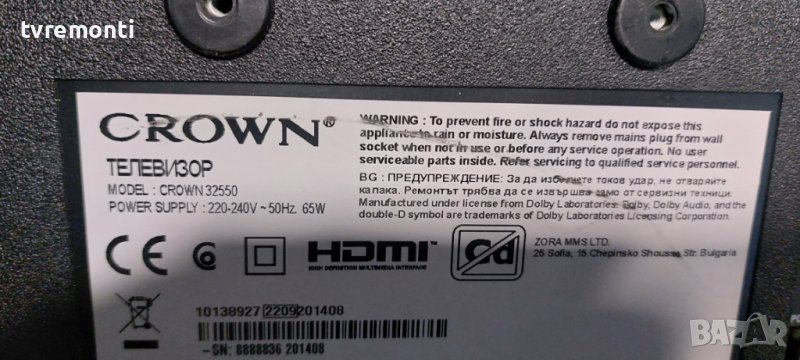 tvremonti
CROWN®
ТЕЛЕВИЗОР
MODEL : CROWN 32550
POWER SUPPLY : 220-240V ~ 50Hz. 65W
WARNING : To prevent fire or shock hazard do not expose this
appliance to rain or moisture. Always remove mains plug from wall
socket when not in use or before any service operation. No user
serviceable parts inside. Refer servicing to qualified service personnel.
BG : ПРЕДУПРЕЖДЕНИЕ: За да избегнете токов удар, не отваряйте
капака. Ремонтът трябва да се извършва само от сервизни техници.
Manufactured under license from Dolby Laboratories. Dolby, Dolby Audio, and the
double-D symbol are trademarks of Dolby Laboratories Licensing Corporation.
CE
HDMI
HIGH DEFINITION MULTIMEDIA INTERFACE
Cd
ZORA MMS LTD.
25 Sofia, 15 Chepinsko Shousse Str. Bulgaria
10138927 2209 201408
-SN: 8888836 201408
bazar